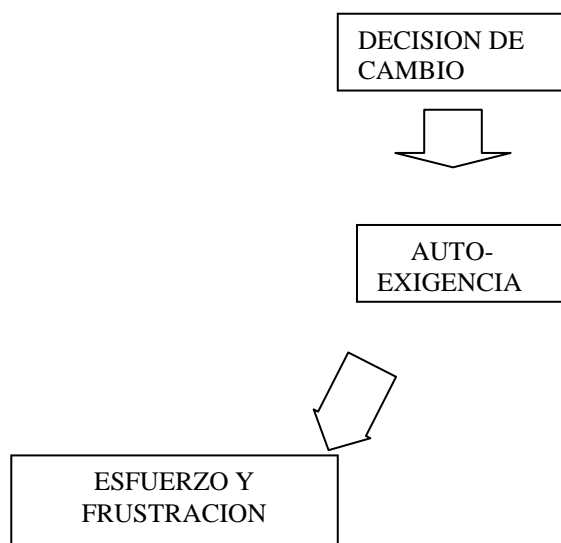 DECISION DE
CAMBIO
AUTO-
EXIGENCIA
ESFUERZO Y
FRUSTRACION